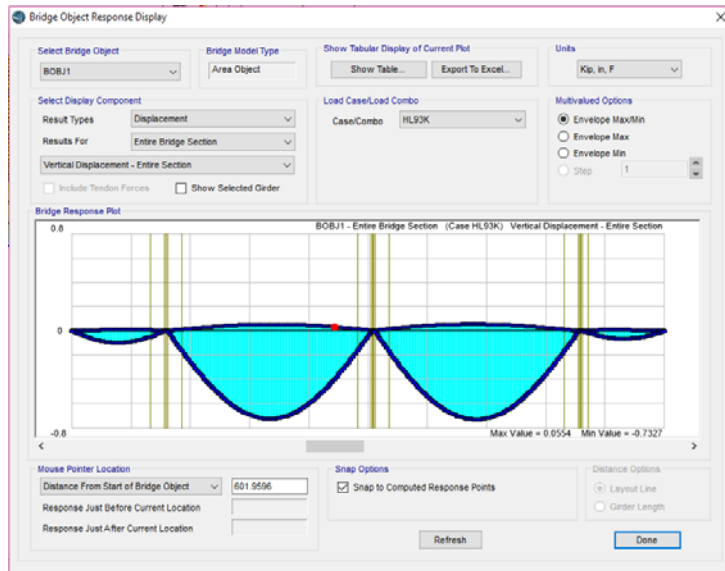 Bridge Object Response Display
Select Bridge Object
BOBJ1
Bridge Model Type
Area Object
Show Tabular Display of Current Plot
Show Table...
Export To Excel...
Units
Kip, in, F
Select Display Component
Result Types
Displacement
Results For
Entire Bridge Section
Vertical Displacement - Entire Section
Include Tendon Forces
Show Selected Girder
Load Case/Load Combo
Case/Combo
HL93K
Multivalued Options
Envelope Max/Min
Envelope Max
Envelope Min
Step
1
Bridge Response Plot
0.8
BOBJ1 - Entire Bridge Section (Case HL93K) Vertical Displacement - Entire Section
0
-0.8
Max Value = 0.0554 Min Value = -0.7327
Mouse Pointer Location
Distance From Start of Bridge Object
601.9596
Response Just Before Current Location
Response Just After Current Location
Snap Options
Snap to Computed Response Points
Distance Options
Layout Line
Girder Length
Refresh
Done